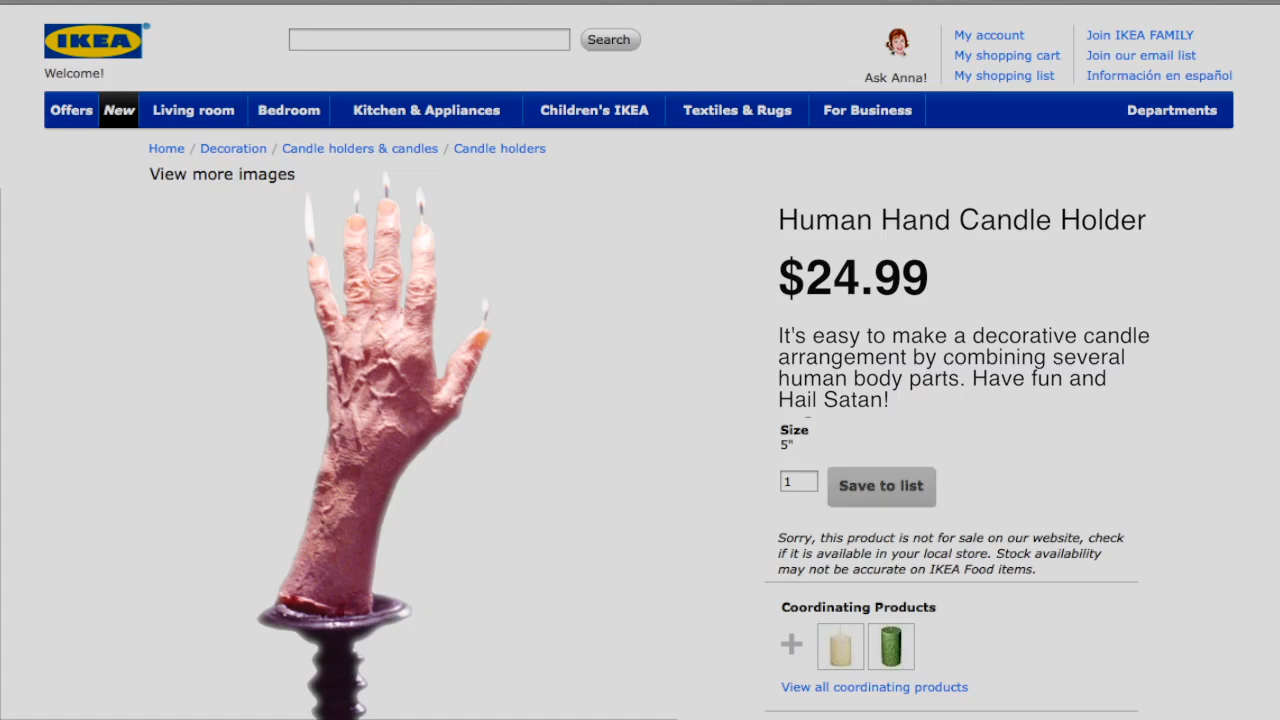 IKEA
Search
Welcome!
Ask Anna!
My account
My shopping cart
My shopping list
Join IKEA FAMILY
Join our email list
Información en español
Offers New Living room Bedroom Kitchen & Appliances Children's IKEA Textiles & Rugs For Business Departments
Home / Decoration / Candle holders & candles / Candle holders
View more images
Human Hand Candle Holder
$24.99
It's easy to make a decorative candle
arrangement by combining several
human body parts. Have fun and
Hail Satan!
Size
5"
1
Save to list
Sorry, this product is not for sale on our website, check
if it is available in your local store. Stock availability
may not be accurate on IKEA Food items.
Coordinating Products
+
View all coordinating products